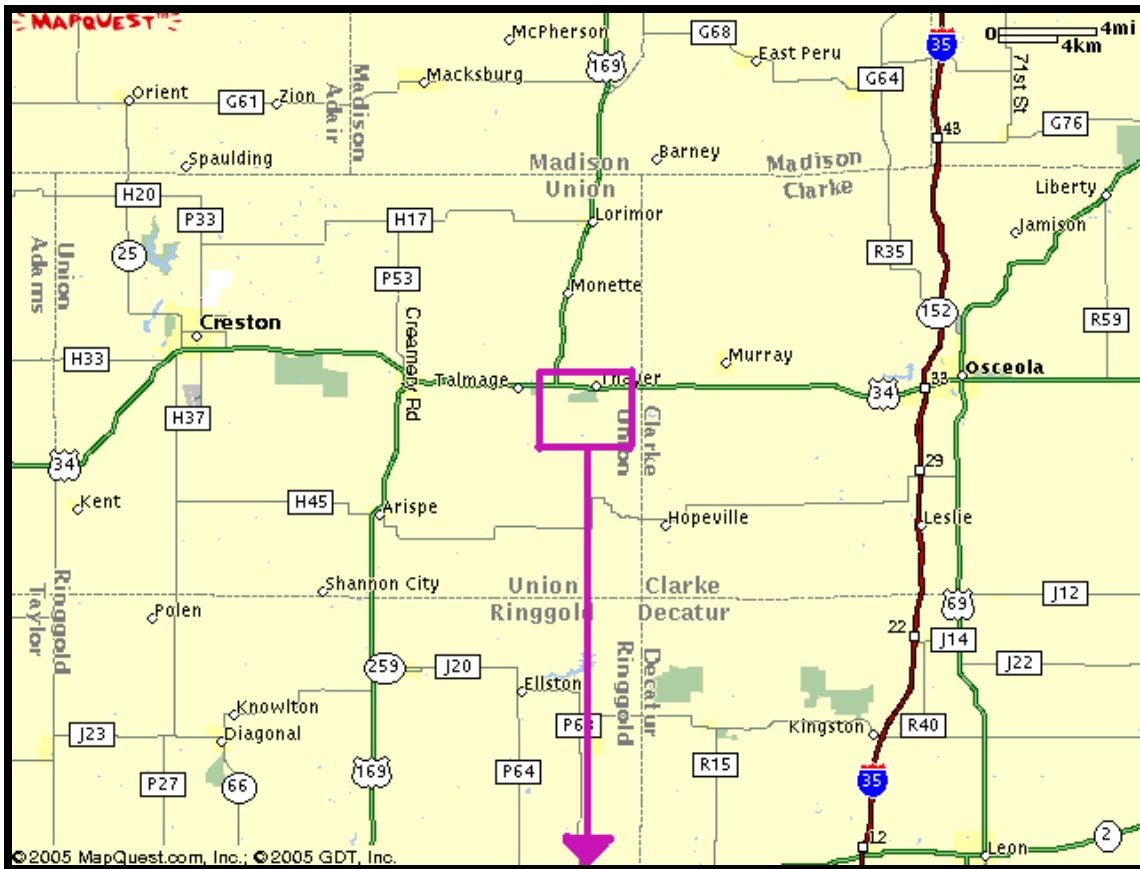 MAPQUEST™
McPherson
G68
35
0 4mi
4km
169
East Peru
71st St
Macksburg
Madison
Adair
Orient
G61
Zion
G64
43
G76
Spaulding
Barney
Madison
Union
Madison
Clarke
H20
Liberty
P33
H17
Lorimor
Jamison
25
Union
Adams
P53
R35
Monette
Creston
Creamery Rd
152
R59
H33
Murray
Talmage
Thayer
33
Osceola
34
H37
Union
Clarke
34
29
Kent
H45
Arispe
Hopeville
Leslie
Ringgold
Taylor
Shannon City
Union
Ringgold
Clarke
Decatur
J12
69
Polen
22
J14
259
J20
Ringgold
Decatur
J22
Ellston
Knowlton
P68
Kingston
R40
J23
Diagonal
R15
P27
66
169
P64
35
12
2
Leon
©2005 MapQuest.com, Inc.; ©2005 GDT, Inc.